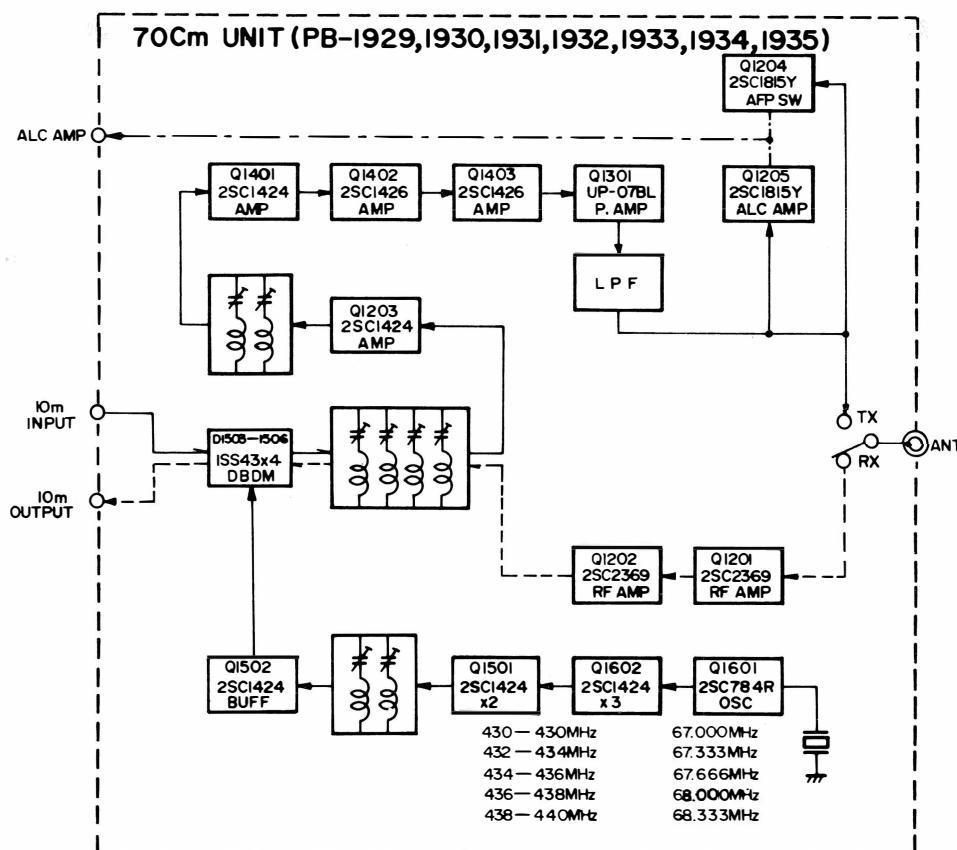 70Cm UNIT (PB-1929,1930,1931,1932,1933,1934,1935)
Q1204
2SC1815Y
AFP SW
ALC AMP
Q1401
2SC1424
AMP
Q1402
2SC1426
AMP
Q1403
2SC1426
AMP
Q1301
UP-07BL
P. AMP
Q1205
2SC1815Y
ALC AMP
LPF
Q1203
2SC1424
AMP
10m
INPUT
D1503-1506
ISS43x4
DBDM
10m
OUTPUT
TX
RX
ANT
Q1202
2SC2369
RF AMP
Q1201
2SC2369
RF AMP
Q1502
2SC1424
BUFF
Q1501
2SC1424
x2
Q1602
2SC1424
x3
Q1601
2SC784R
OSC
430-430MHz 67.000MHz
432-434MHz 67.333MHz
434-436MHz 67.666MHz
436-438MHz 68.000MHz
438-440MHz 68.333MHz